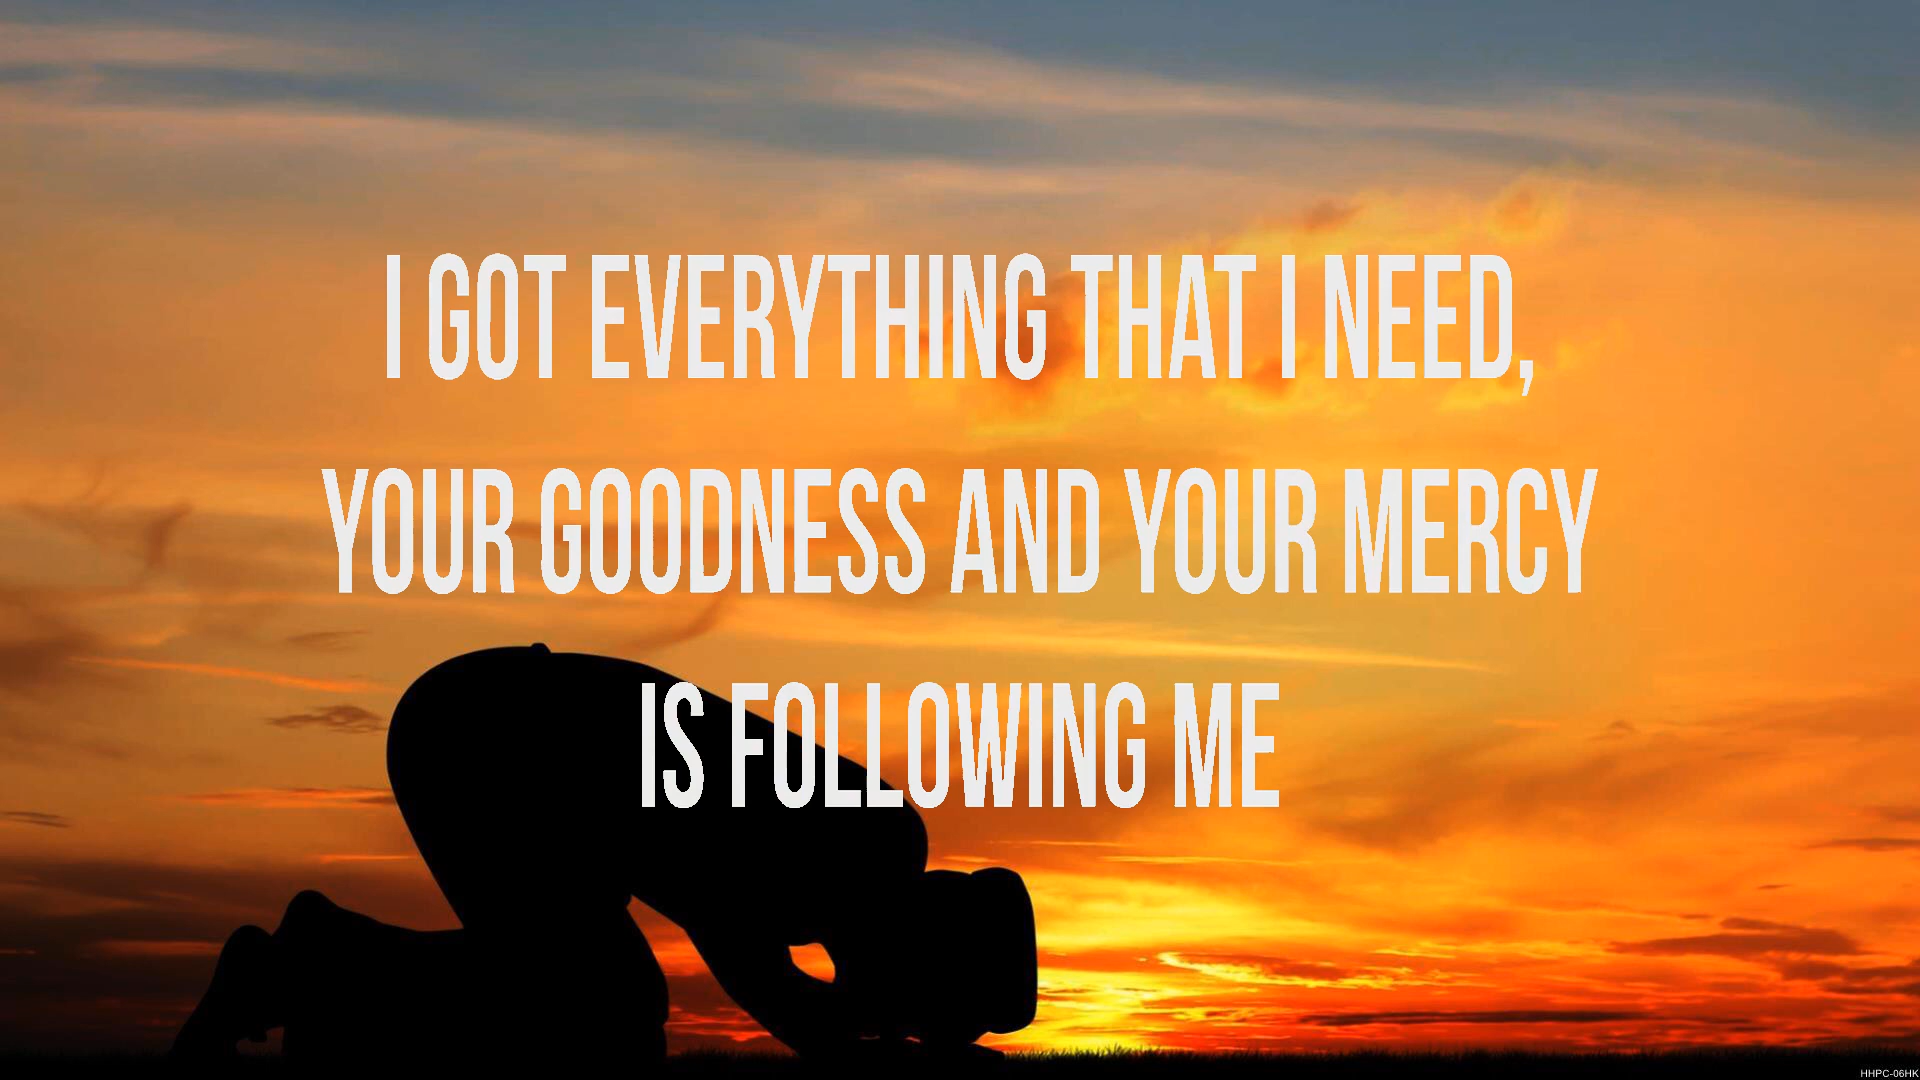 I GOT EVERYTHING THAT I NEED,
YOUR GOODNESS AND YOUR MERCY
IS FOLLOWING ME
HHPC-06HK